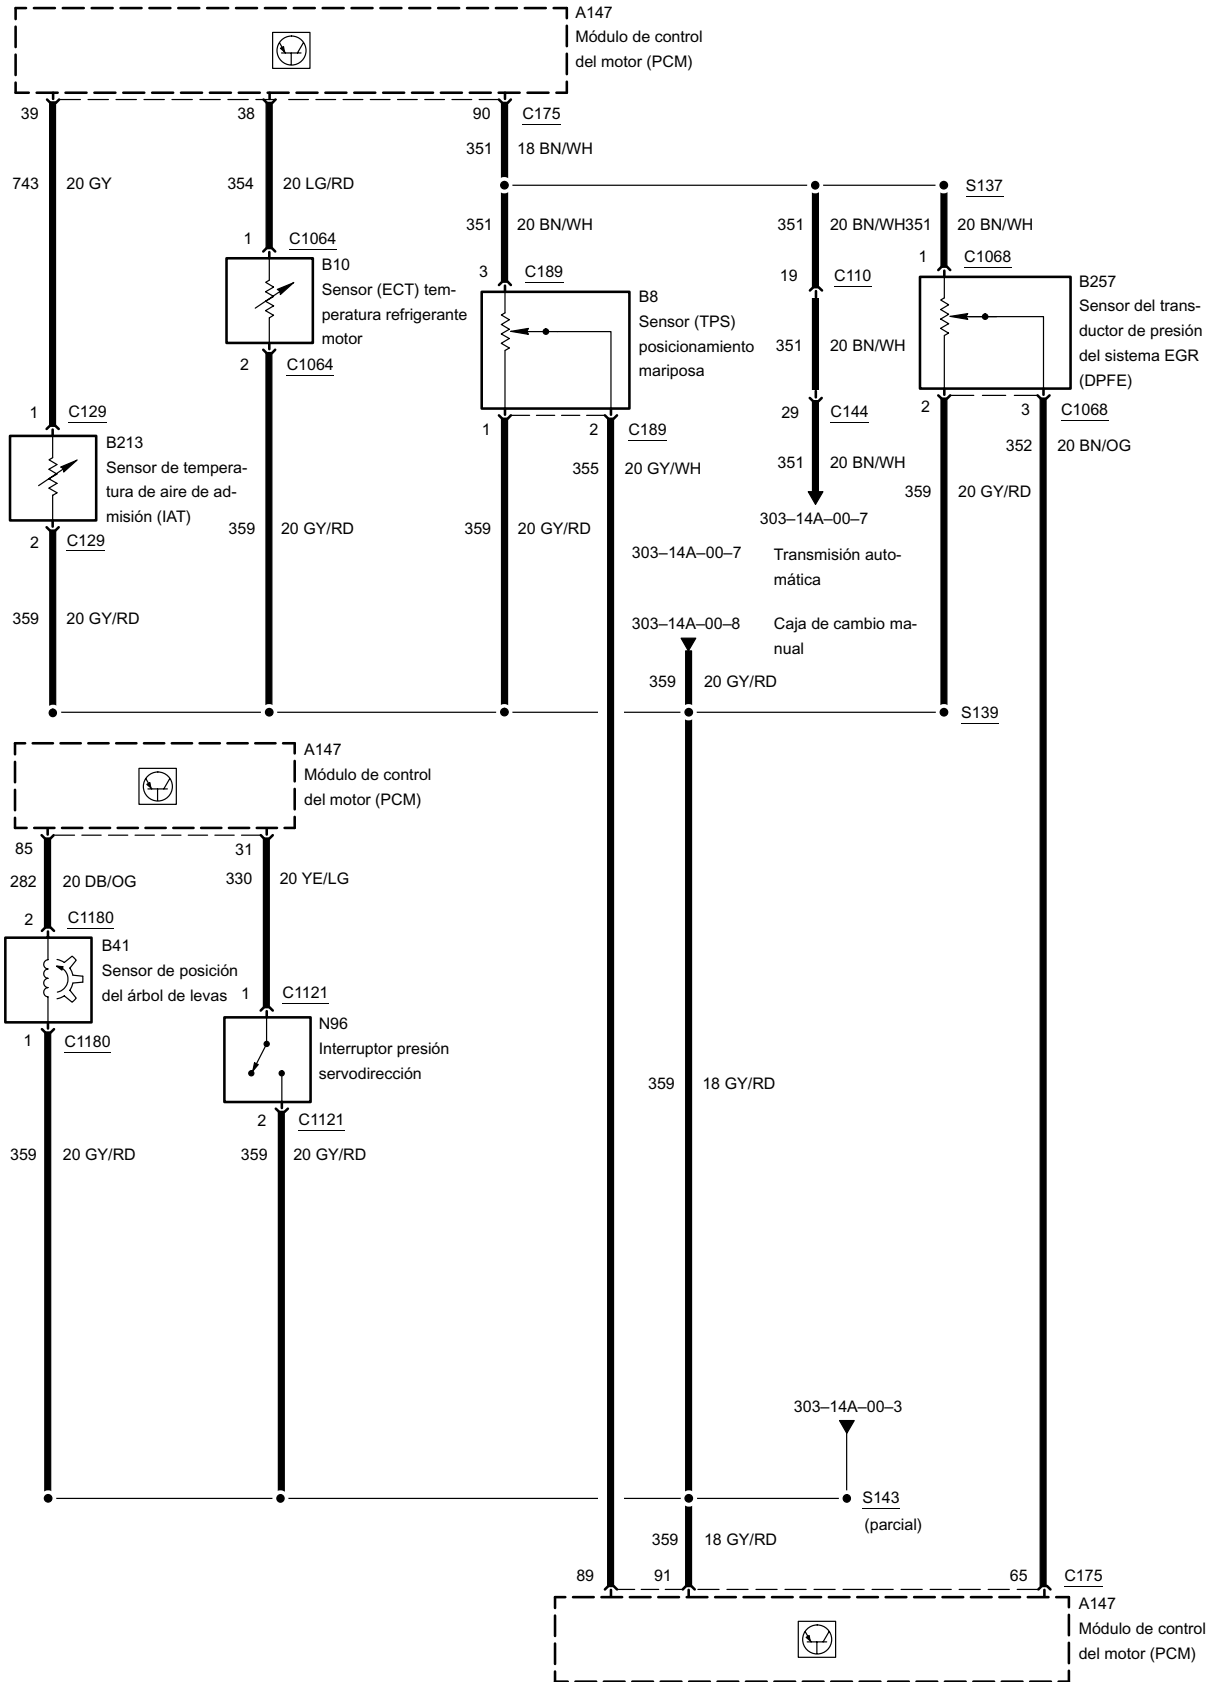 A147
Módulo de control
del motor (PCM)
39
38
90
C175
351
18 BN/WH
743
20 GY
354
20 LG/RD
S137
351
20 BN/WH
351
20 BN/WH
351
20 BN/WH
1
C1064
1
C1068
B10
Sensor (ECT) tem-
peratura refrigerante
motor
3
C189
19
C110
B257
Sensor del trans-
ductor de presión
del sistema EGR
(DPFE)
B8
Sensor (TPS)
posicionamiento
mariposa
351
20 BN/WH
2
C1064
1
C129
29
C144
2
3
C1068
1
2
C189
352
20 BN/OG
B213
Sensor de tempera-
tura de aire de ad-
misión (IAT)
355
20 GY/WH
351
20 BN/WH
359
20 GY/RD
303–14A–00–7
359
20 GY/RD
359
20 GY/RD
2
C129
303–14A–00–7
Transmisión auto-
mática
359
20 GY/RD
303–14A–00–8
Caja de cambio ma-
nual
359
20 GY/RD
S139
A147
Módulo de control
del motor (PCM)
85
31
282
20 DB/OG
330
20 YE/LG
2
C1180
B41
Sensor de posición
del árbol de levas
1
C1121
1
C1180
N96
Interruptor presión
servodirección
359
18 GY/RD
2
C1121
359
20 GY/RD
359
20 GY/RD
303–14A–00–3
S143
(parcial)
359
18 GY/RD
89
91
65
C175
A147
Módulo de control
del motor (PCM)